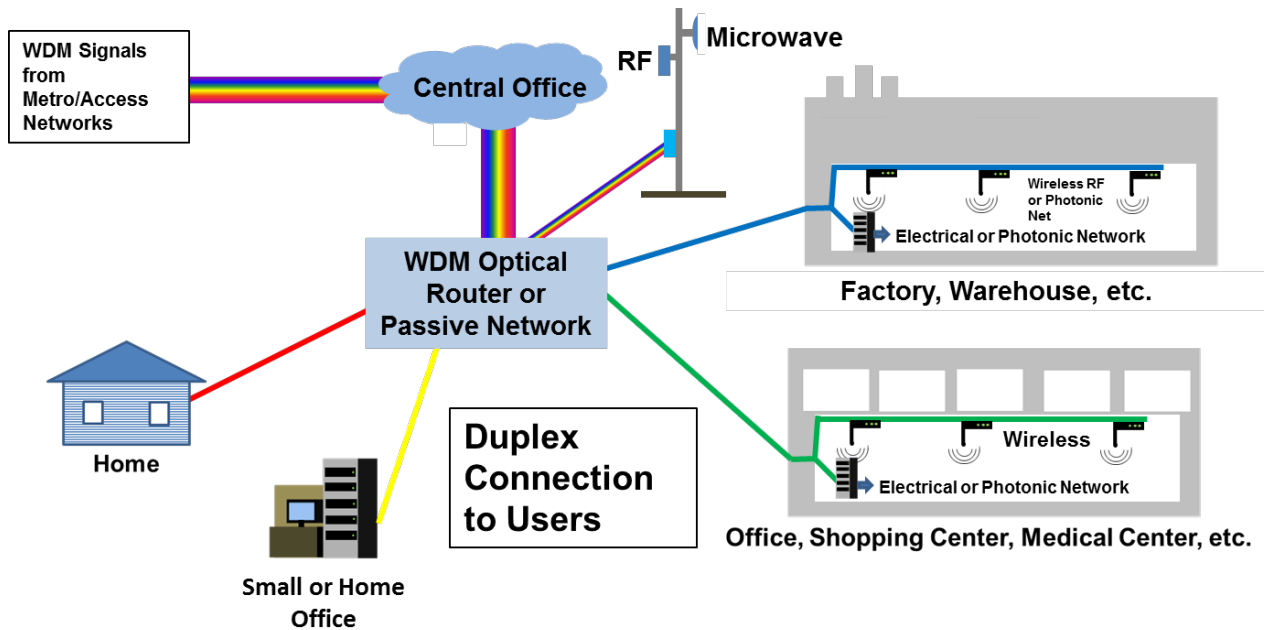 WDM Signals
from
Metro/Access
Networks
Central Office
RF
Microwave
WDM Optical
Router or
Passive Network
Wireless RF
or Photonic
Net
Electrical or Photonic Network
Factory, Warehouse, etc.
Home
Small or Home
Office
Duplex
Connection
to Users
Wireless
Electrical or Photonic Network
Office, Shopping Center, Medical Center, etc.